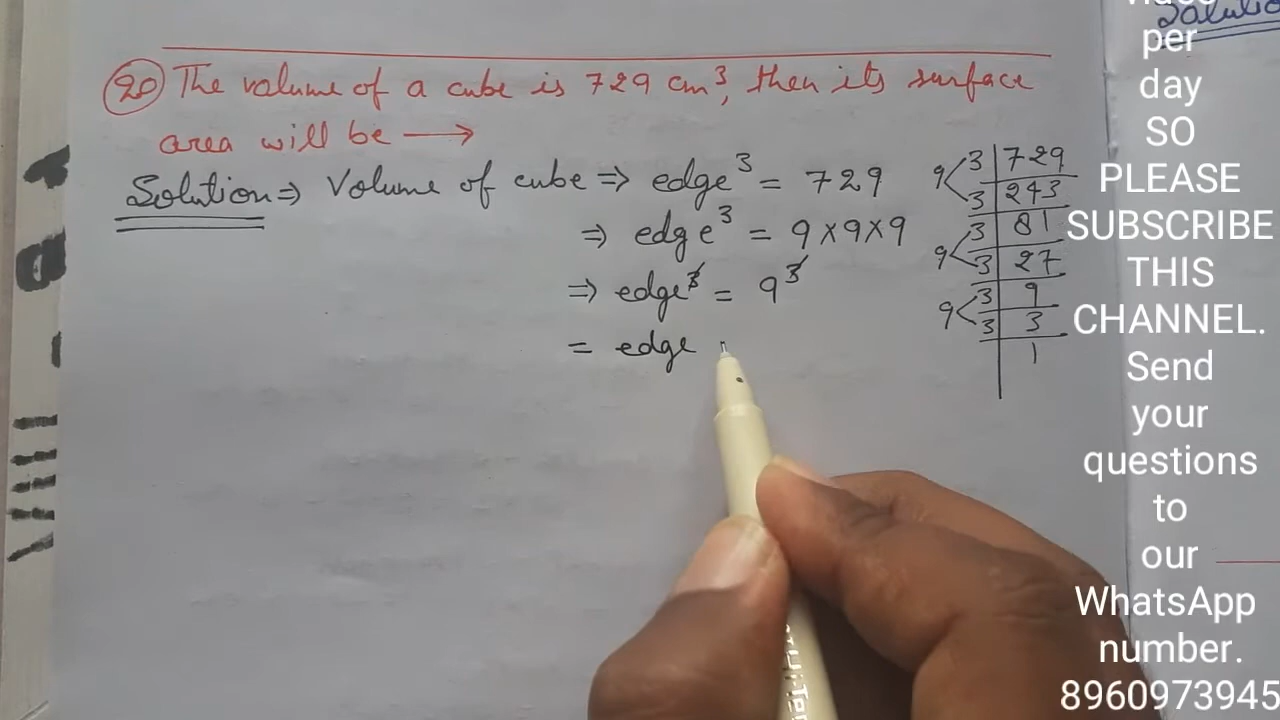 20 The volume of a cube is 729 cm³, then its surface
area will be ⟶
Solution ⇒ Volume of cube ⇒ edge³ = 729
⇒ edge³ = 9×9×9
⇒ edge³ = 9³
= edge
9 < 3 | 729
3 | 243
9 < 3 | 81
3 | 27
9 < 3 | 9
3 | 3
1
Solutio
video
per
day
SO
PLEASE
SUBSCRIBE
THIS
CHANNEL.
Send
your
questions
to
our
WhatsApp
number.
8960973945